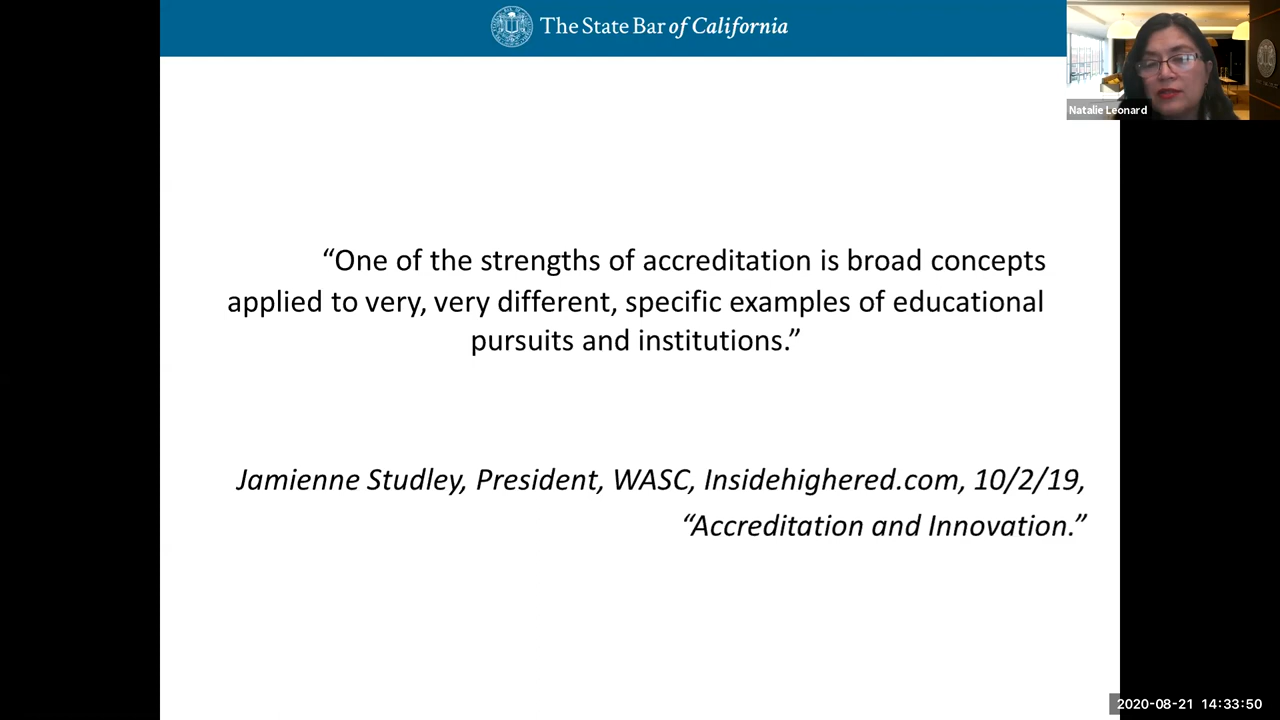 The State Bar of California
Natalie Leonard
“One of the strengths of accreditation is broad concepts
applied to very, very different, specific examples of educational
pursuits and institutions.”
Jamienne Studley, President, WASC, Insidehighered.com, 10/2/19,
“Accreditation and Innovation.”
2020-08-21 14:33:50